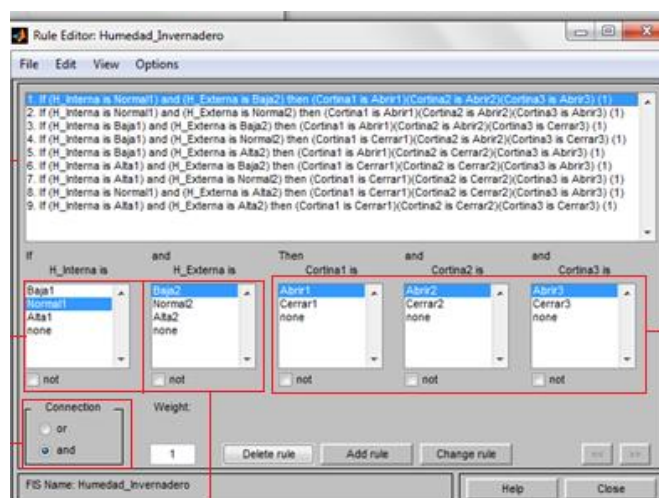 Rule Editor: Humedad_Invernadero
File Edit View Options
1. If (H_Interna is Normal1) and (H_Externa is Baja2) then (Cortina1 is Abrir1)(Cortina2 is Abrir2)(Cortina3 is Abrir3) (1)
2. If (H_Interna is Normal1) and (H_Externa is Normal2) then (Cortina1 is Abrir1)(Cortina2 is Abrir2)(Cortina3 is Abrir3) (1)
3. If (H_Interna is Baja1) and (H_Externa is Baja2) then (Cortina1 is Abrir1)(Cortina2 is Abrir2)(Cortina3 is Cerrar3) (1)
4. If (H_Interna is Baja1) and (H_Externa is Normal2) then (Cortina1 is Cerrar1)(Cortina2 is Abrir2)(Cortina3 is Cerrar3) (1)
5. If (H_Interna is Baja1) and (H_Externa is Alta2) then (Cortina1 is Abrir1)(Cortina2 is Cerrar2)(Cortina3 is Abrir3) (1)
6. If (H_Interna is Alta1) and (H_Externa is Baja2) then (Cortina1 is Cerrar1)(Cortina2 is Cerrar2)(Cortina3 is Abrir3) (1)
7. If (H_Interna is Alta1) and (H_Externa is Normal2) then (Cortina1 is Cerrar1)(Cortina2 is Cerrar2)(Cortina3 is Abrir3) (1)
8. If (H_Interna is Normal1) and (H_Externa is Alta2) then (Cortina1 is Cerrar1)(Cortina2 is Cerrar2)(Cortina3 is Abrir3) (1)
9. If (H_Interna is Alta1) and (H_Externa is Alta2) then (Cortina1 is Cerrar1)(Cortina2 is Cerrar2)(Cortina3 is Cerrar3) (1)
If and Then and and
H_Interna is H_Externa is Cortina1 is Cortina2 is Cortina3 is
Baja1 Baja2 Abrir1 Abrir2 Abrir3
Normal1 Normal2 Cerrar1 Cerrar2 Cerrar3
Alta1 Alta2 none none none
none none
not not not not not
Connection Weight:
or
and 1 Delete rule Add rule Change rule << >>
FIS Name: Humedad_Invernadero Help Close